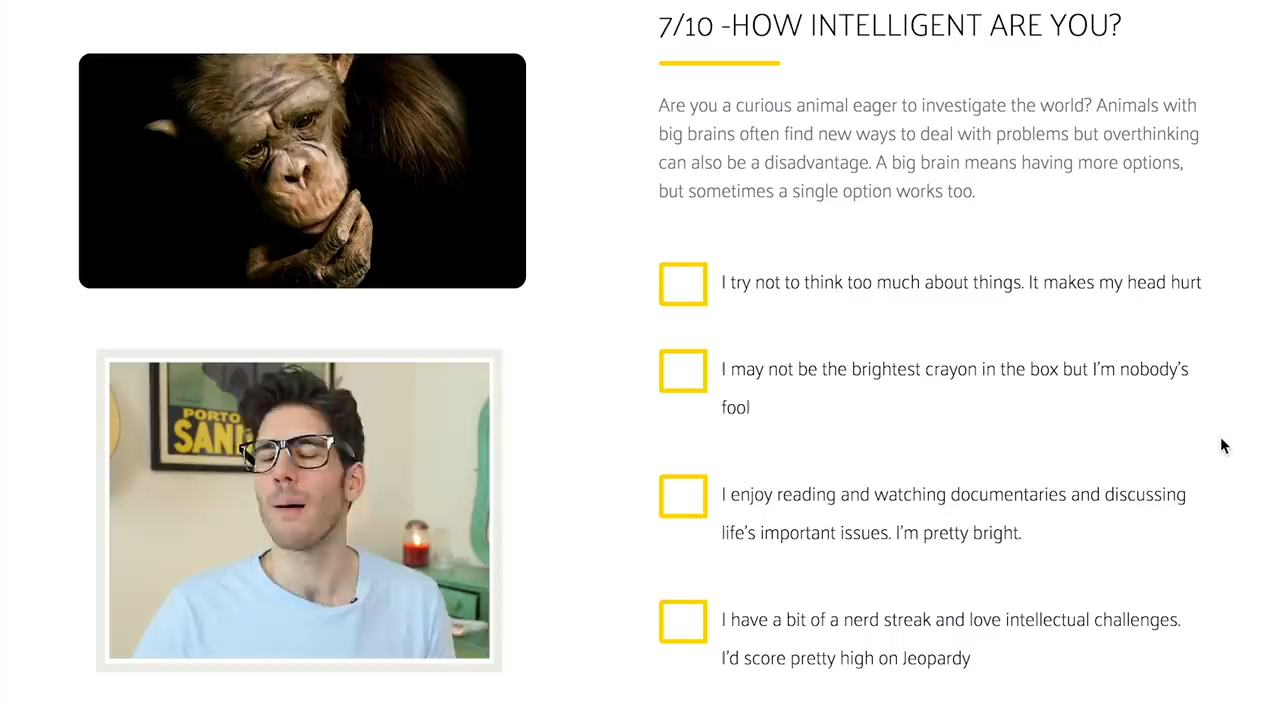 7/10 -HOW INTELLIGENT ARE YOU?
Are you a curious animal eager to investigate the world? Animals with
big brains often find new ways to deal with problems but overthinking
can also be a disadvantage. A big brain means having more options,
but sometimes a single option works too.
I try not to think too much about things. It makes my head hurt
I may not be the brightest crayon in the box but I'm nobody's
fool
I enjoy reading and watching documentaries and discussing
life's important issues. I'm pretty bright.
I have a bit of a nerd streak and love intellectual challenges.
I'd score pretty high on Jeopardy
PORTO
SAN